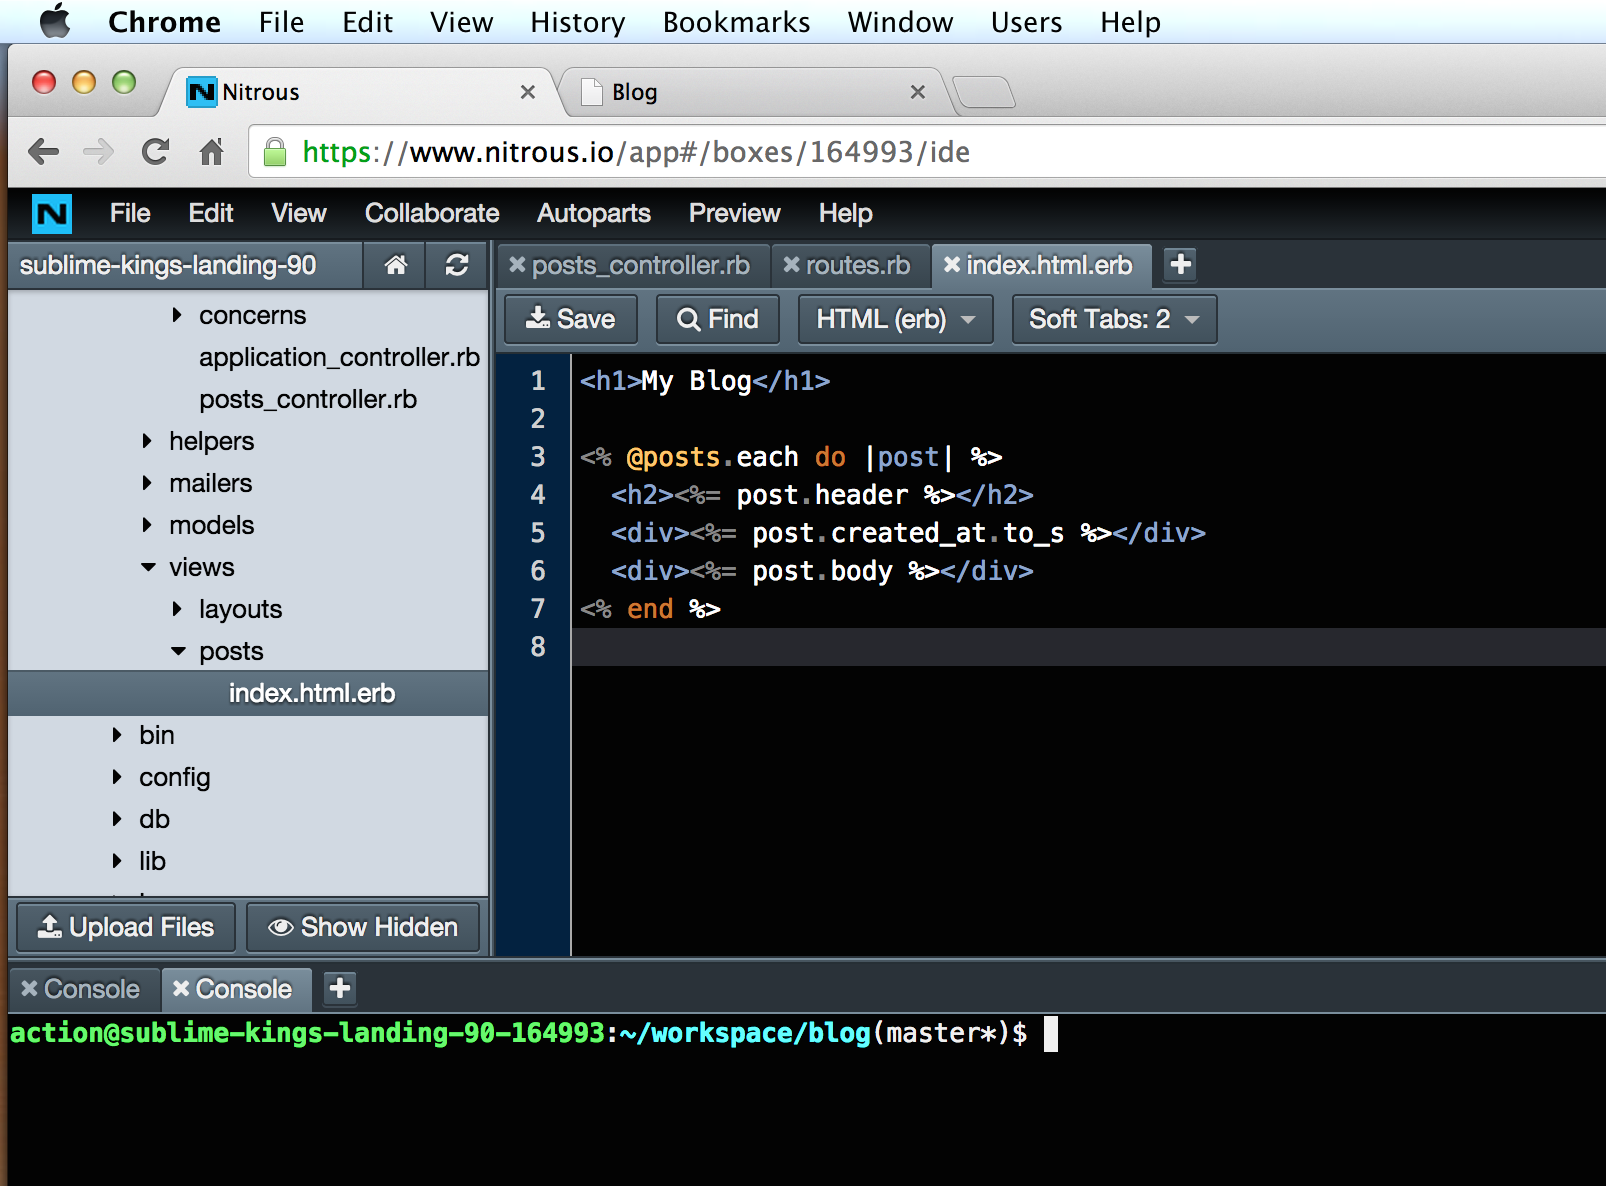 Chrome File Edit View History Bookmarks Window Users Help
Nitrous Blog
https://www.nitrous.io/app#/boxes/164993/ide
N File Edit View Collaborate Autoparts Preview Help
sublime-kings-landing-90
posts_controller.rb routes.rb index.html.erb
Save Find HTML (erb) Soft Tabs: 2
concerns
application_controller.rb
posts_controller.rb
helpers
mailers
models
views
layouts
posts
index.html.erb
bin
config
db
lib
1 <h1>My Blog</h1>
2
3 <% @posts.each do |post| %>
4 <h2><%= post.header %></h2>
5 <div><%= post.created_at.to_s %></div>
6 <div><%= post.body %></div>
7 <% end %>
8
Upload Files Show Hidden
Console Console
action@sublime-kings-landing-90-164993:~/workspace/blog(master*)$